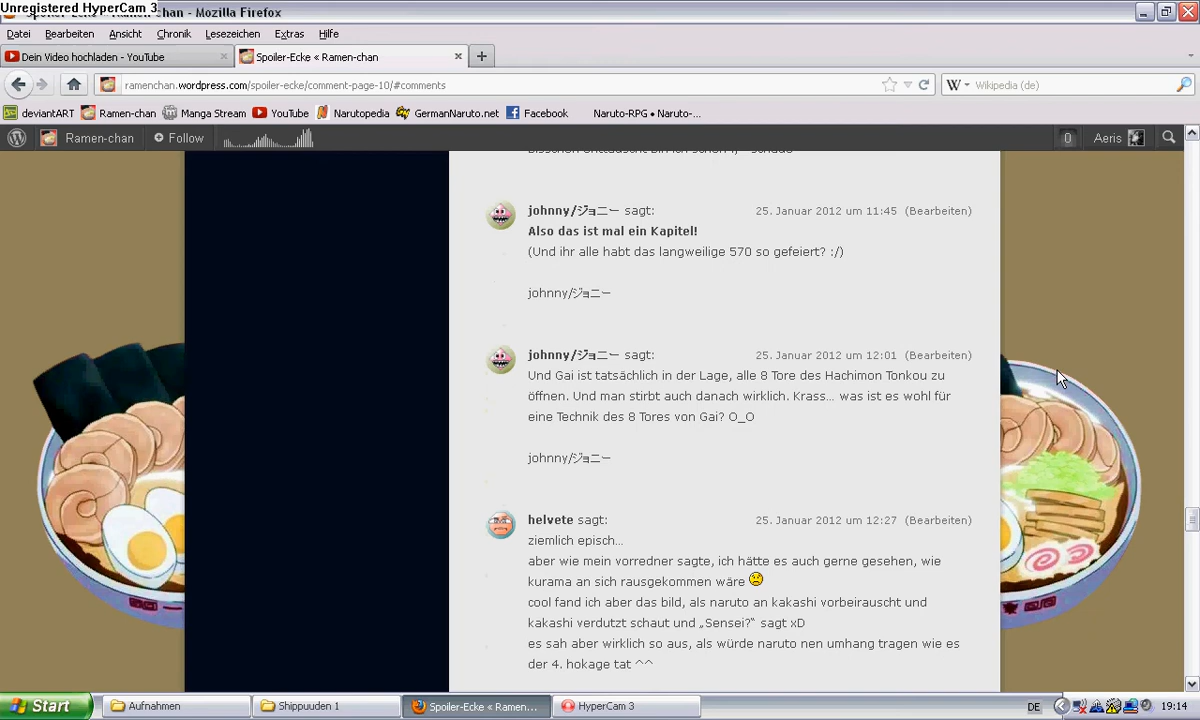 Unregistered HyperCam 3
Spoiler-Ecke « Ramen-chan - Mozilla Firefox
Datei Bearbeiten Ansicht Chronik Lesezeichen Extras Hilfe
Dein Video hochladen - YouTube
Spoiler-Ecke « Ramen-chan
ramenchan.wordpress.com/spoiler-ecke/comment-page-10/#comments
Wikipedia (de)
deviantART Ramen-chan Manga Stream YouTube Narutopedia GermanNaruto.net Facebook Naruto-RPG • Naruto-...
Ramen-chan Follow 0 Aeris
johnny/ジョニー sagt: 25. Januar 2012 um 11:45 (Bearbeiten)
Also das ist mal ein Kapitel!
(Und ihr alle habt das langweilige 570 so gefeiert? :/)
johnny/ジョニー
johnny/ジョニー sagt: 25. Januar 2012 um 12:01 (Bearbeiten)
Und Gai ist tatsächlich in der Lage, alle 8 Tore des Hachimon Tonkou zu
öffnen. Und man stirbt auch danach wirklich. Krass... was ist es wohl für
eine Technik des 8 Tores von Gai? O_O
johnny/ジョニー
helvete sagt: 25. Januar 2012 um 12:27 (Bearbeiten)
ziemlich episch...
aber wie mein vorredner sagte, ich hätte es auch gerne gesehen, wie
kurama an sich rausgekommen wäre
cool fand ich aber das bild, als naruto an kakashi vorbeirauscht und
kakashi verdutzt schaut und „Sensei?“ sagt xD
es sah aber wirklich so aus, als würde naruto nen umhang tragen wie es
der 4. hokage tat ^^
Start Aufnahmen Shippuuden 1 Spoiler-Ecke « Ramen... HyperCam 3 DE 19:14